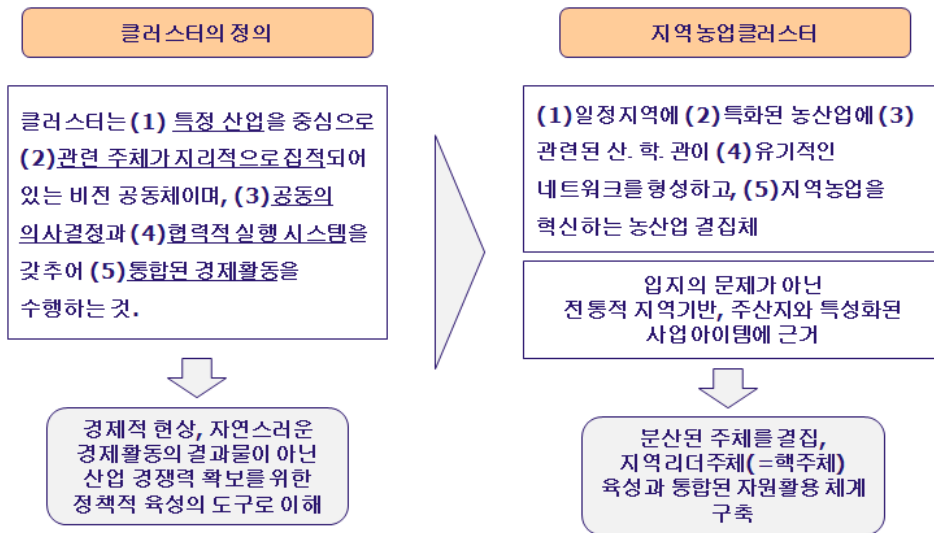 클러스터의 정의
클러스터는 (1) 특정 산업을 중심으로
(2)관련 주체가 지리적으로 집적되어
있는 비전 공동체이며, (3)공동의
의사결정과 (4)협력적 실행 시스템을
갖추어 (5)통합된 경제활동을
수행하는 것.
경제적 현상, 자연스러운
경제활동의 결과물이 아닌
산업 경쟁력 확보를 위한
정책적 육성의 도구로 이해
지역농업클러스터
(1)일정지역에 (2)특화된 농산업에 (3)
관련된 산. 학. 관이 (4)유기적인
네트워크를 형성하고, (5)지역농업을
혁신하는 농산업 결집체
입지의 문제가 아닌
전통적 지역기반, 주산지와 특성화된
사업 아이템에 근거
분산된 주체를 결집,
지역리더주체(=핵주체)
육성과 통합된 자원활용 체계
구축